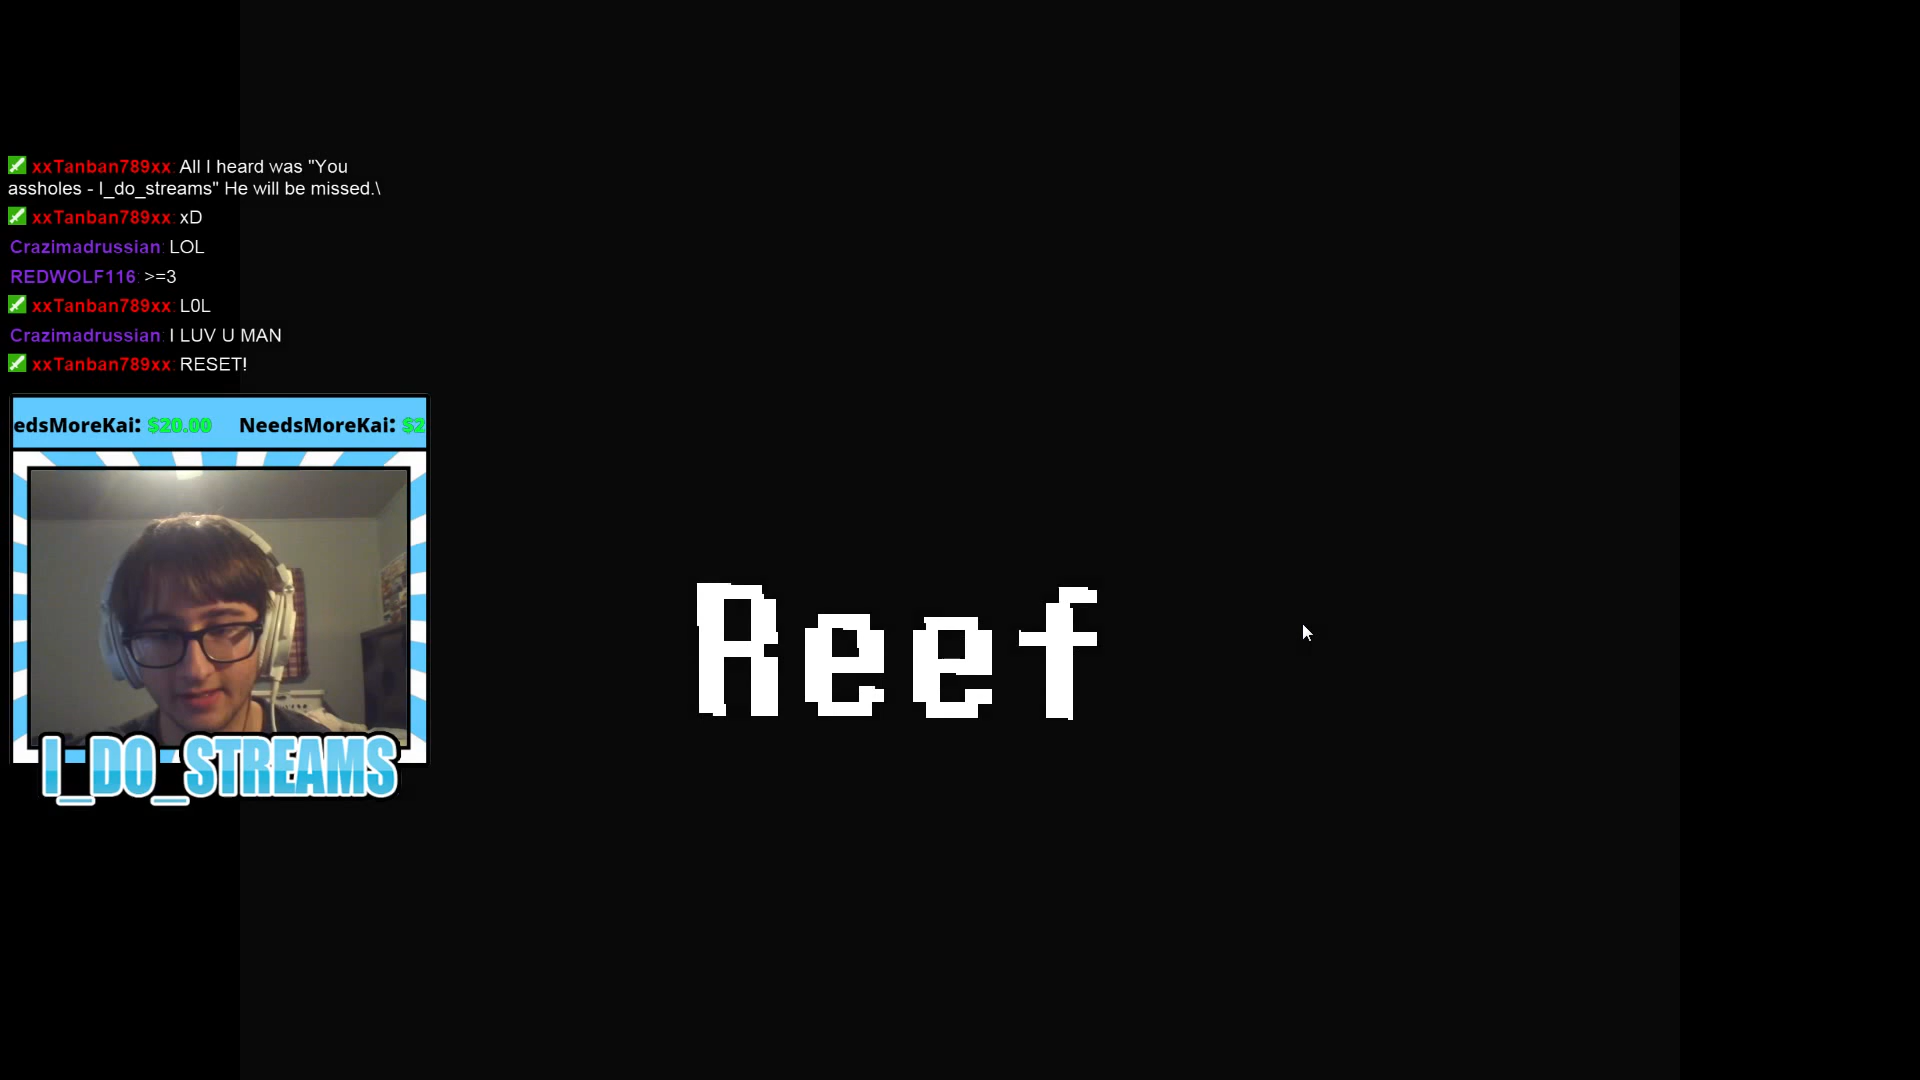 xxTanban789xx: All I heard was "You
assholes - I_do_streams" He will be missed.\
xxTanban789xx: xD
Crazimadrussian: LOL
REDWOLF116: >=3
xxTanban789xx: L0L
Crazimadrussian: I LUV U MAN
xxTanban789xx: RESET!
edsMoreKai: $20.00 NeedsMoreKai: $2
Reef
I_DO_STREAMS